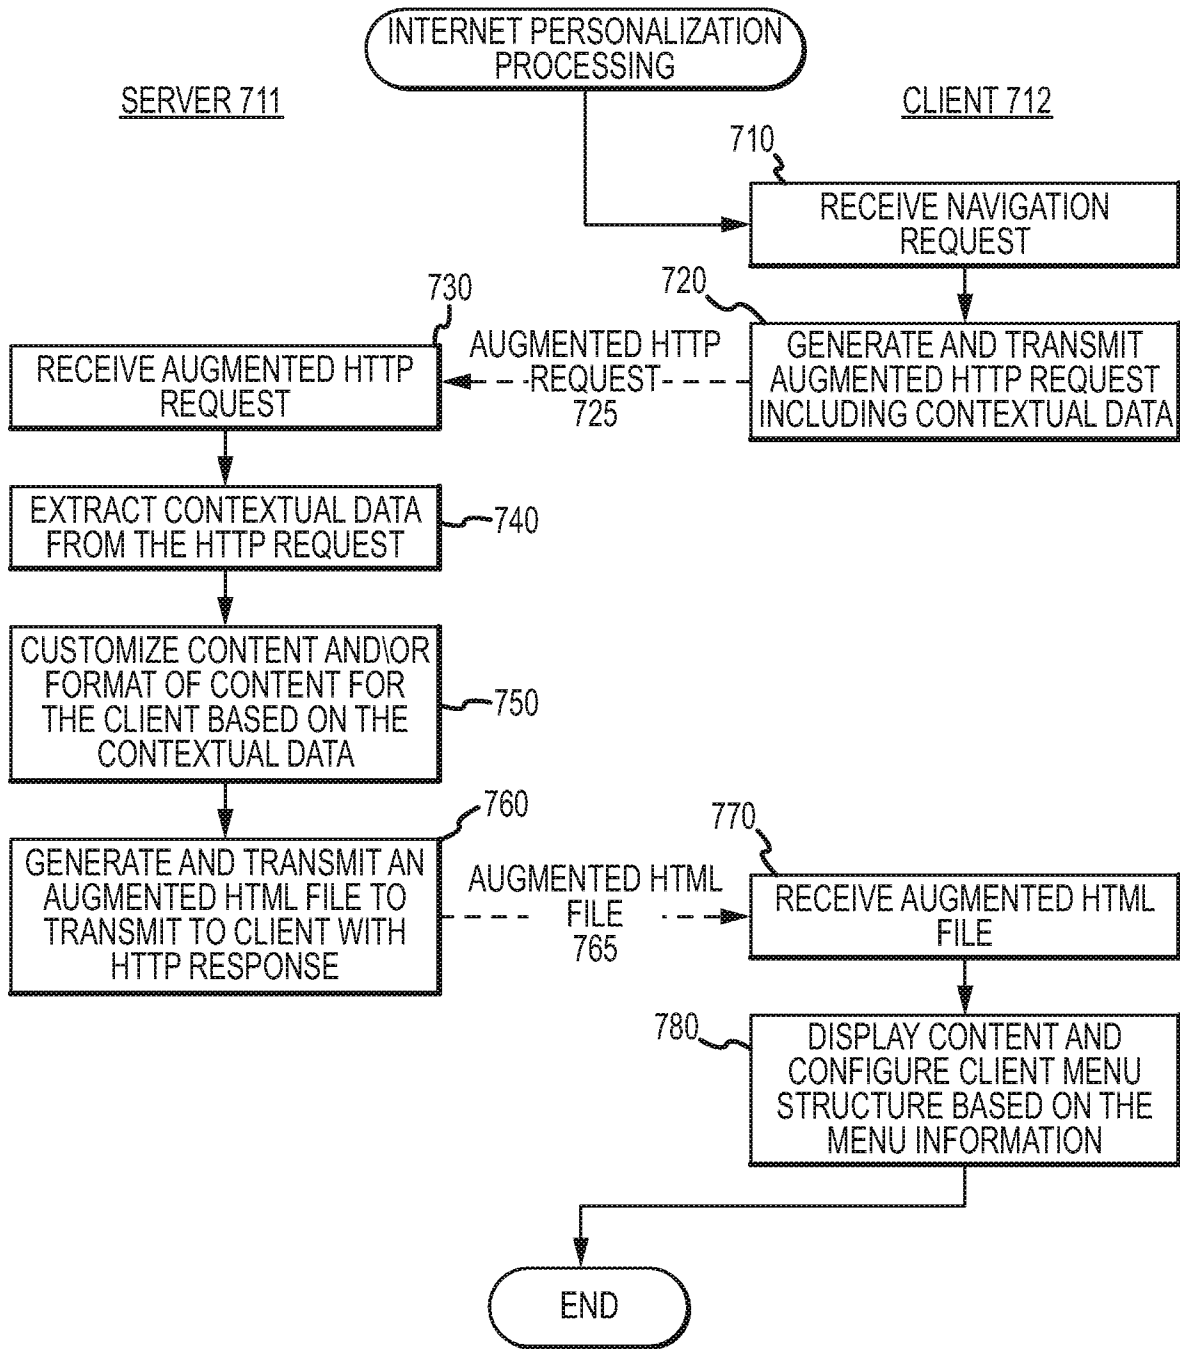 INTERNET PERSONALIZATION
PROCESSING
SERVER 711
CLIENT 712
710
RECEIVE NAVIGATION
REQUEST
720
GENERATE AND TRANSMIT
AUGMENTED HTTP REQUEST
INCLUDING CONTEXTUAL DATA
AUGMENTED HTTP
REQUEST
725
730
RECEIVE AUGMENTED HTTP
REQUEST
EXTRACT CONTEXTUAL DATA
FROM THE HTTP REQUEST
740
CUSTOMIZE CONTENT AND\OR
FORMAT OF CONTENT FOR
THE CLIENT BASED ON THE
CONTEXTUAL DATA
750
760
GENERATE AND TRANSMIT AN
AUGMENTED HTML FILE TO
TRANSMIT TO CLIENT WITH
HTTP RESPONSE
AUGMENTED HTML
FILE
765
770
RECEIVE AUGMENTED HTML
FILE
780
DISPLAY CONTENT AND
CONFIGURE CLIENT MENU
STRUCTURE BASED ON THE
MENU INFORMATION
END